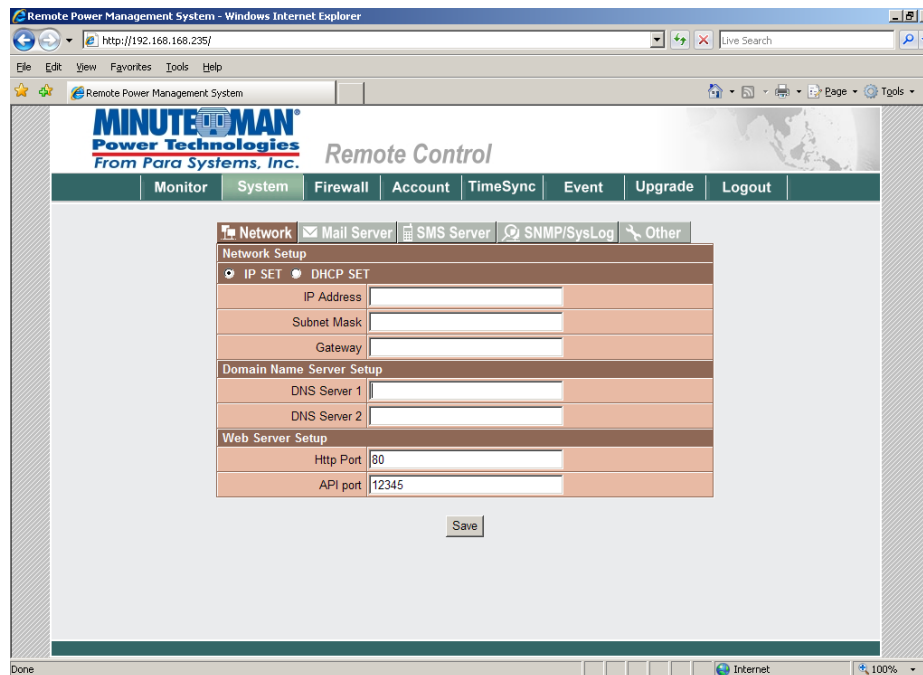 Remote Power Management System - Windows Internet Explorer
http://192.168.168.235/
Live Search
File Edit View Favorites Tools Help
Remote Power Management System
Page Tools
MINUTEMAN®
Power Technologies
From Para Systems, Inc.
Remote Control
Monitor System Firewall Account TimeSync Event Upgrade Logout
Network Mail Server SMS Server SNMP/SysLog Other
Network Setup
IP SET DHCP SET
IP Address
Subnet Mask
Gateway
Domain Name Server Setup
DNS Server 1
DNS Server 2
Web Server Setup
Http Port 80
API port 12345
Save
Done Internet 100%